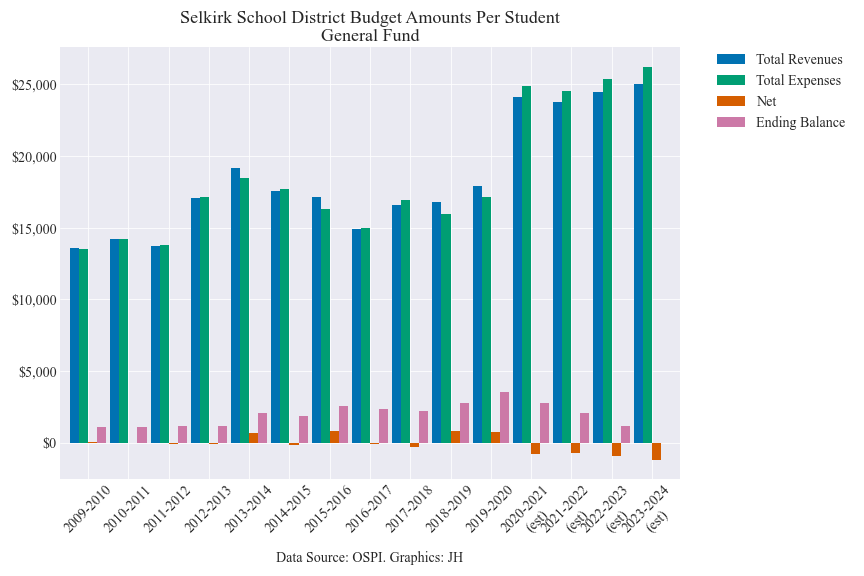 Selkirk School District Budget Amounts Per Student
General Fund
Total Revenues
Total Expenses
Net
Ending Balance
$25,000
$20,000
$15,000
$10,000
$5,000
$0
2009-2010
2010-2011
2011-2012
2012-2013
2013-2014
2014-2015
2015-2016
2016-2017
2017-2018
2018-2019
2019-2020
2020-2021
(est)
2021-2022
(est)
2022-2023
(est)
2023-2024
(est)
Data Source: OSPI. Graphics: JH